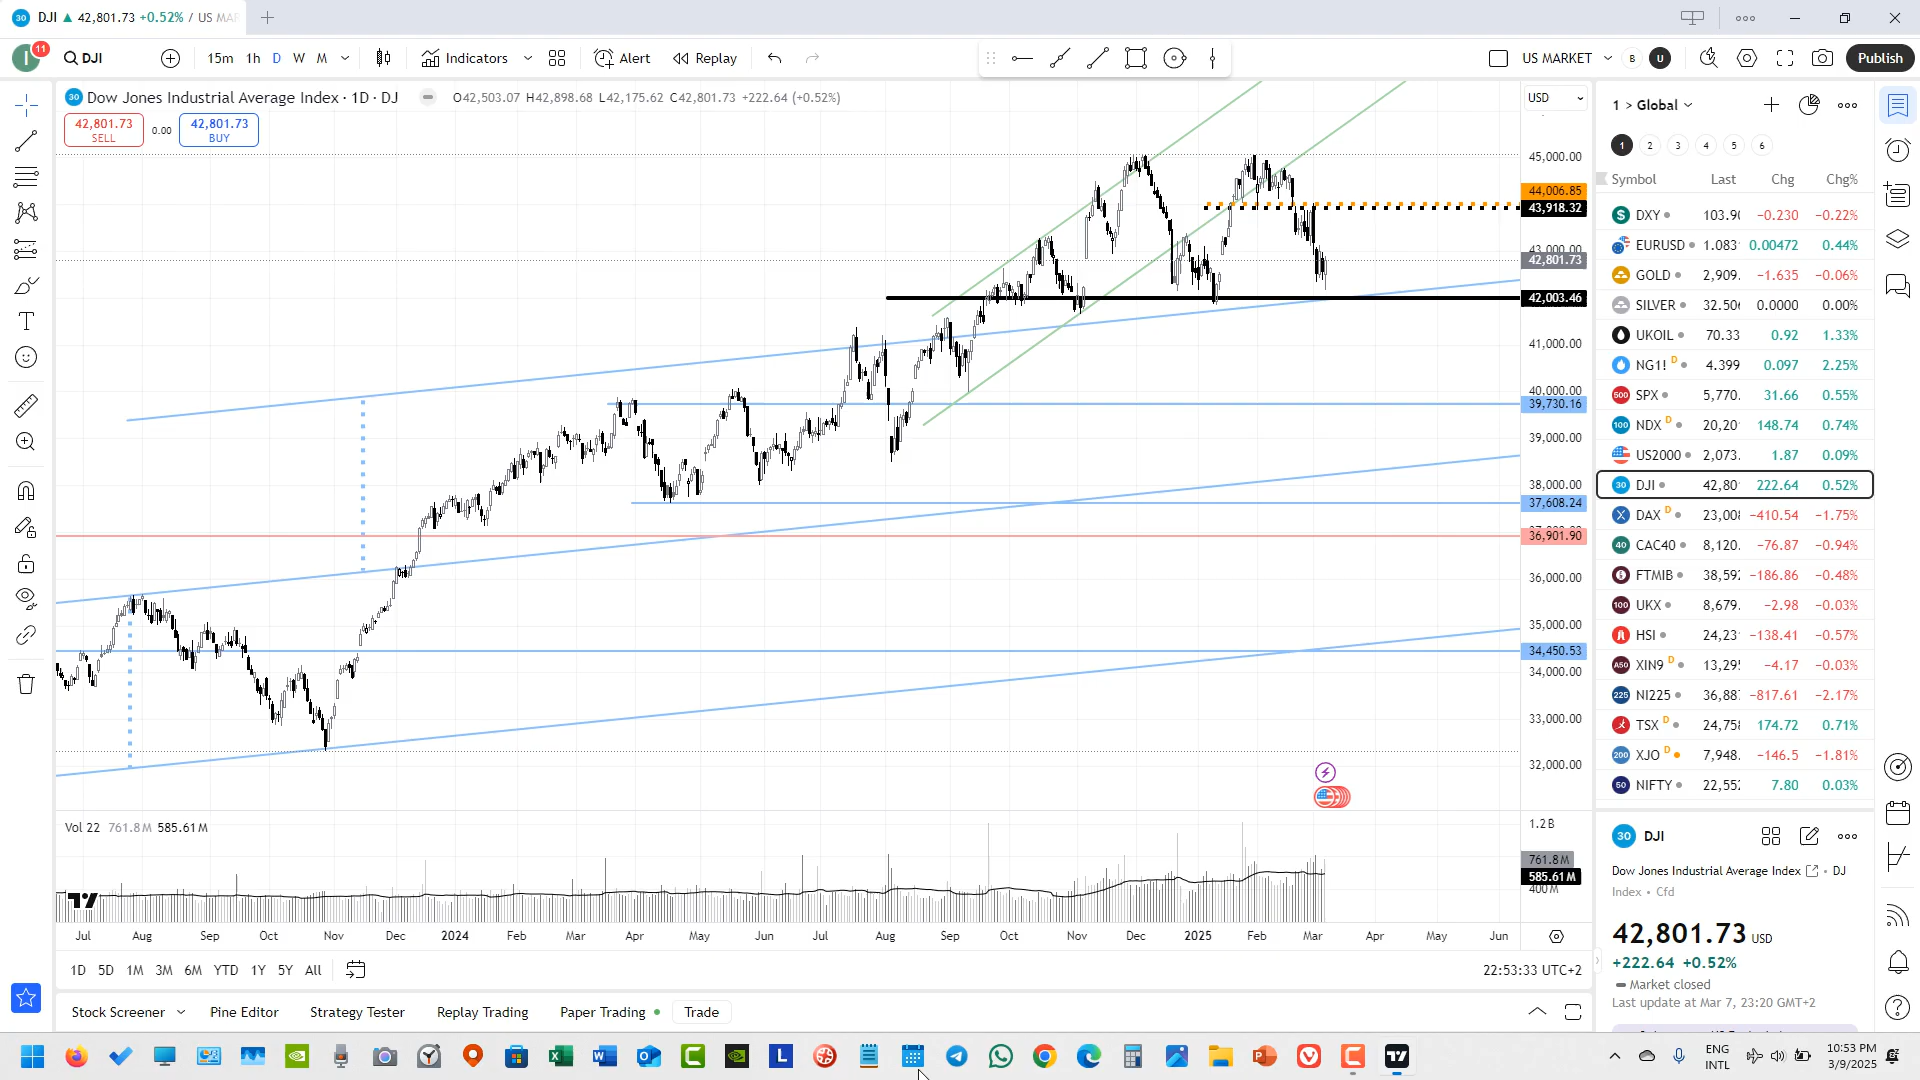 DJI ▲ 42,801.73 +0.52% / US MAR
11
DJI
15m 1h D W M
Indicators
Alert
Replay
US MARKET
B
U
Publish
Dow Jones Industrial Average Index · 1D · DJ
O42,503.07 H42,898.68 L42,175.62 C42,801.73 +222.64 (+0.52%)
42,801.73
SELL
0.00
42,801.73
BUY
USD
45,000.00
44,006.85
43,918.32
43,000.00
42,801.73
42,003.46
41,000.00
40,000.00
39,730.16
39,000.00
38,000.00
37,608.24
36,901.90
36,000.00
35,000.00
34,450.53
34,000.00
33,000.00
32,000.00
Vol 22 761.8M 585.61M
1.2B
761.8M
585.61M
400M
Jul Aug Sep Oct Nov Dec 2024 Feb Mar Apr May Jun Jul Aug Sep Oct Nov Dec 2025 Feb Mar Apr May Jun
1D 5D 1M 3M 6M YTD 1Y 5Y All
22:53:33 UTC+2
Stock Screener
Pine Editor
Strategy Tester
Replay Trading
Paper Trading
Trade
1 > Global
1 2 3 4 5 6
Symbol Last Chg Chg%
DXY 103.90 −0.230 −0.22%
EURUSD 1.083 0.00472 0.44%
GOLD 2,909. −1.635 −0.06%
SILVER 32.506 0.0000 0.00%
UKOIL 70.33 0.92 1.33%
NG1! D 4.399 0.097 2.25%
SPX 5,770. 31.66 0.55%
NDX D 20,20 148.74 0.74%
US2000 2,073. 1.87 0.09%
DJI 42,80 222.64 0.52%
DAX D 23,008 −410.54 −1.75%
CAC40 8,120. −76.87 −0.94%
FTMIB 38,592 −186.86 −0.48%
UKX 8,679. −2.98 −0.03%
HSI 24,23 −138.41 −0.57%
XIN9 D 13,295 −4.17 −0.03%
NI225 36,887 −817.61 −2.17%
TSX D 24,758 174.72 0.71%
XJO D 7,948. −146.5 −1.81%
NIFTY 22,552 7.80 0.03%
30 DJI
Dow Jones Industrial Average Index · DJ
Index · Cfd
42,801.73 USD
+222.64 +0.52%
Market closed
Last update at Mar 7, 23:20 GMT+2
ENG
INTL
10:53 PM
3/9/2025